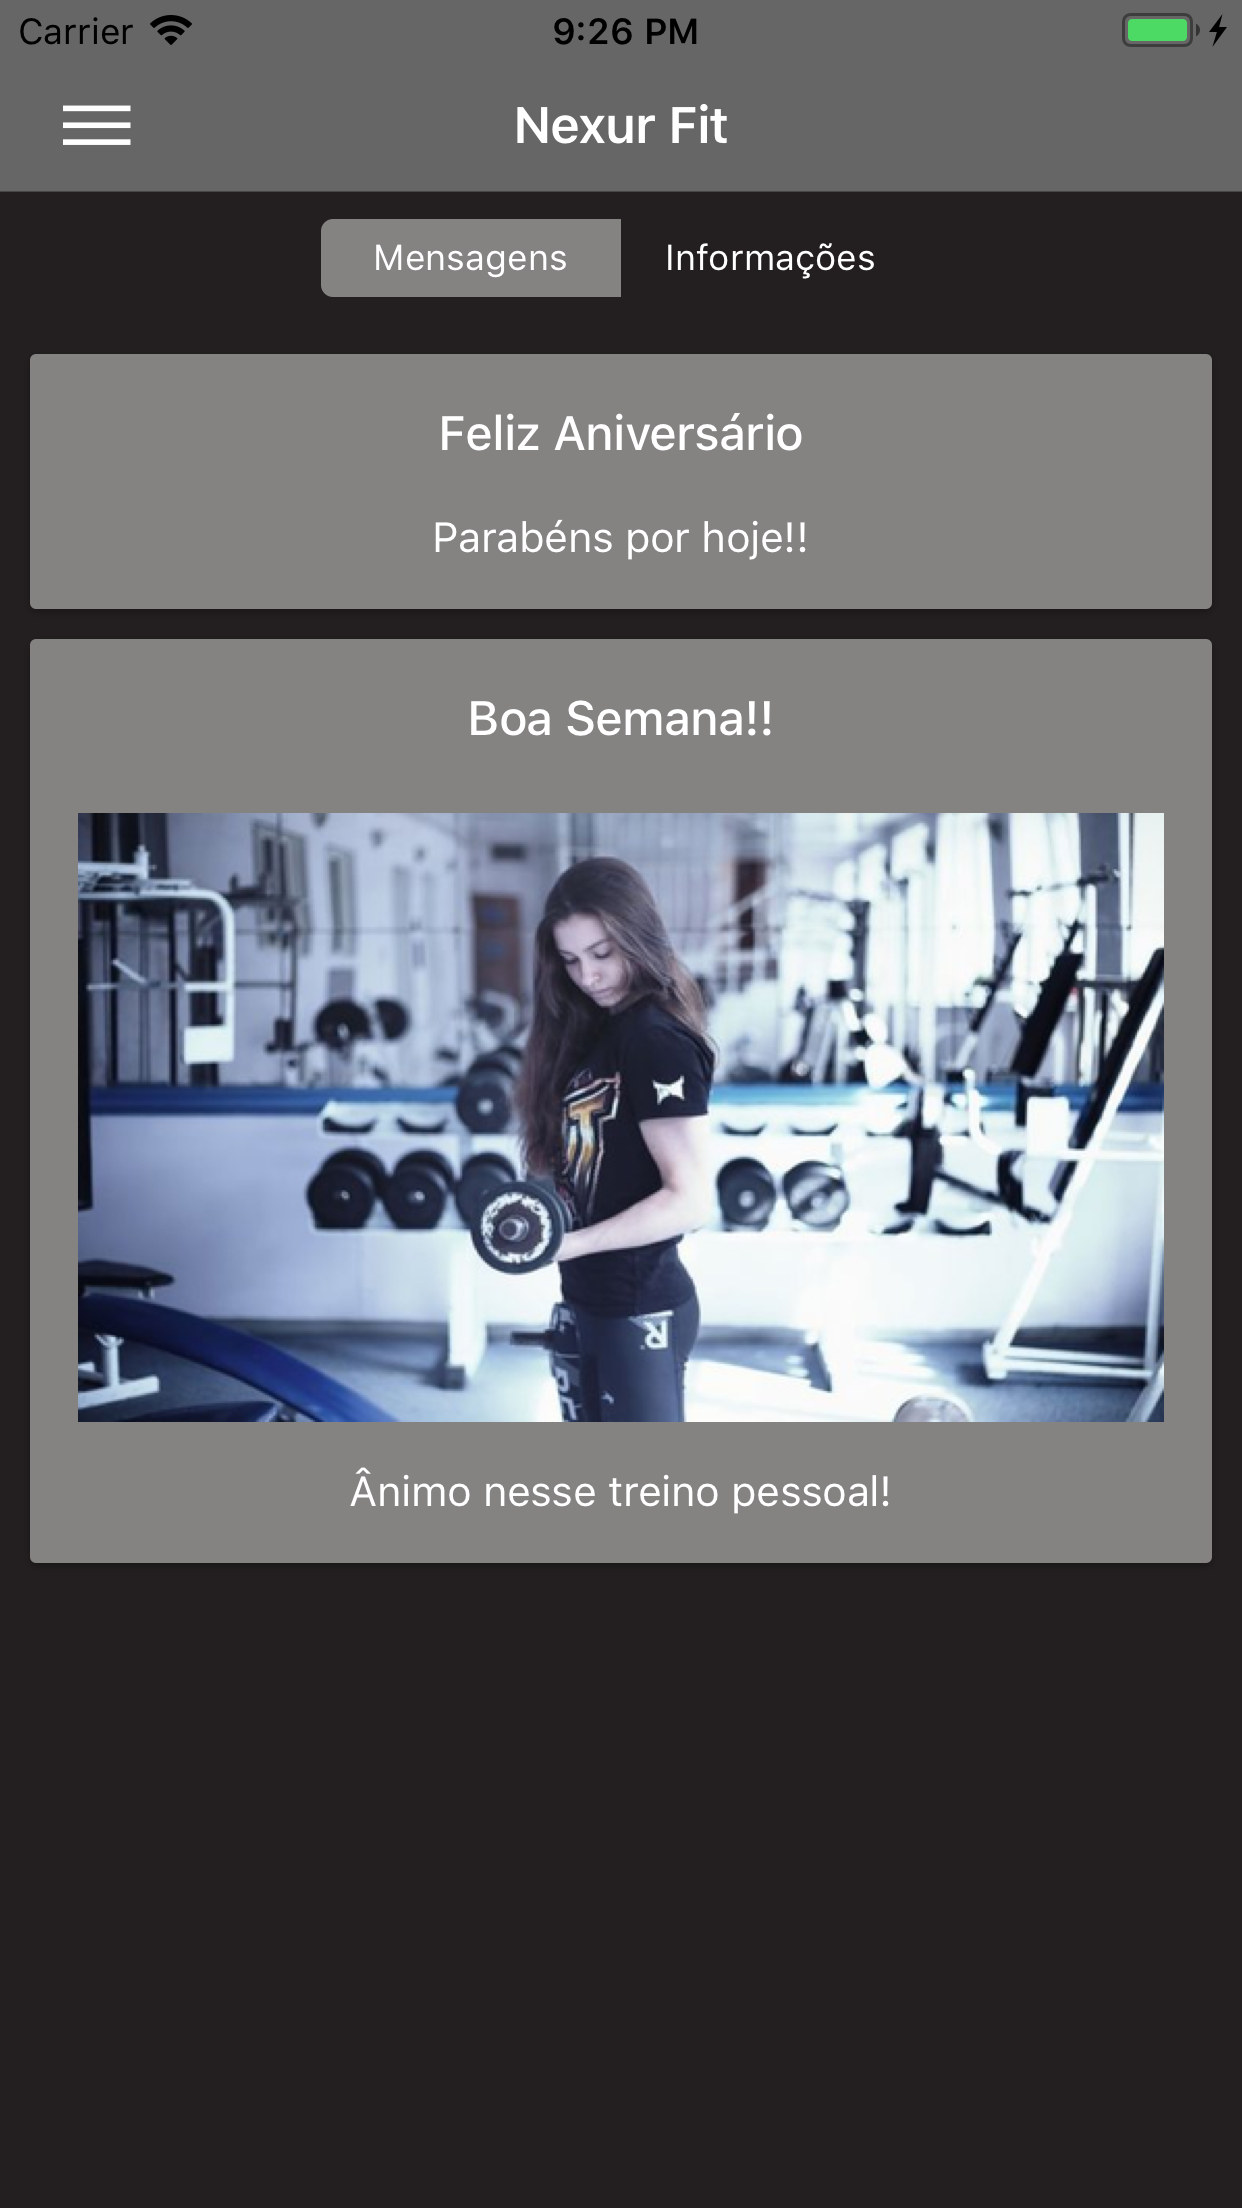 Carrier 9:26 PM
Nexur Fit
Mensagens Informações
Feliz Aniversário
Parabéns por hoje!!
Boa Semana!!
R
Ânimo nesse treino pessoal!